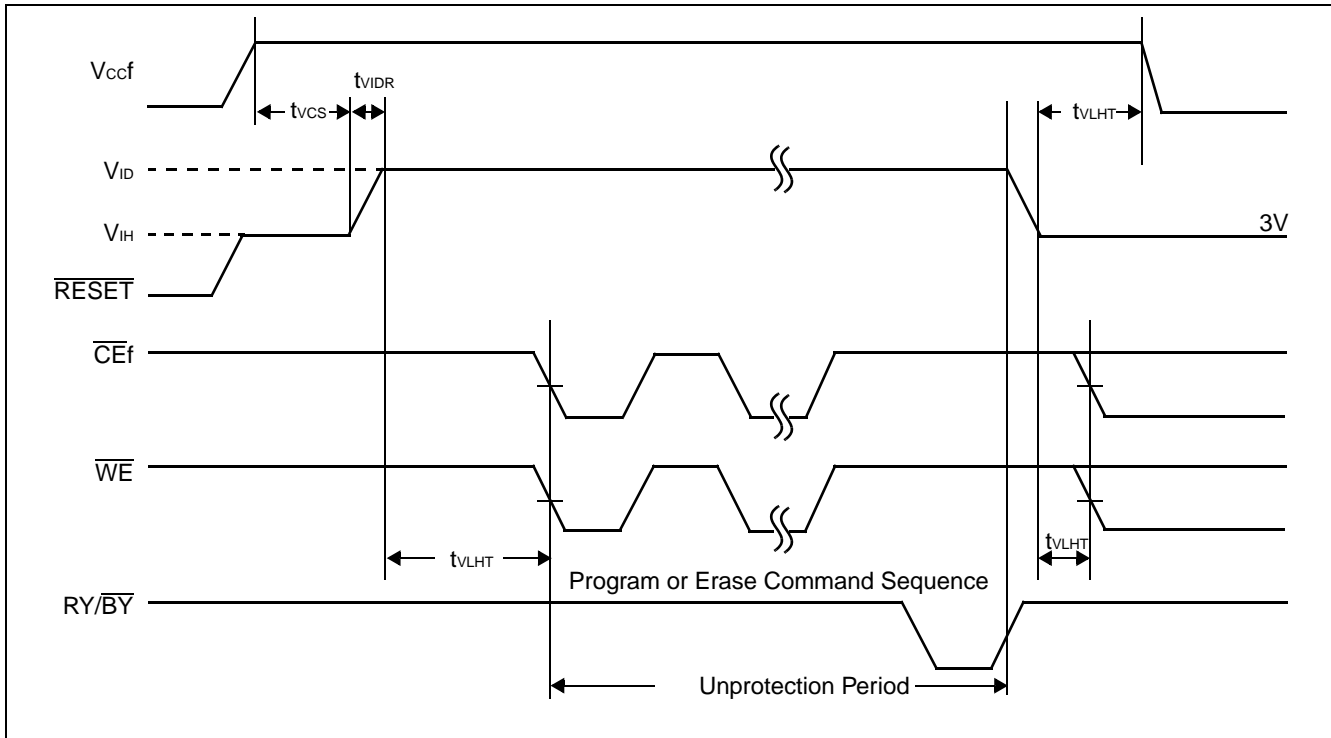 VCCf
tVIDR
tVCS
tVLHT
VID
VIH
3V
RESET
CEf
WE
tVLHT
tVLHT
Program or Erase Command Sequence
RY/BY
Unprotection Period